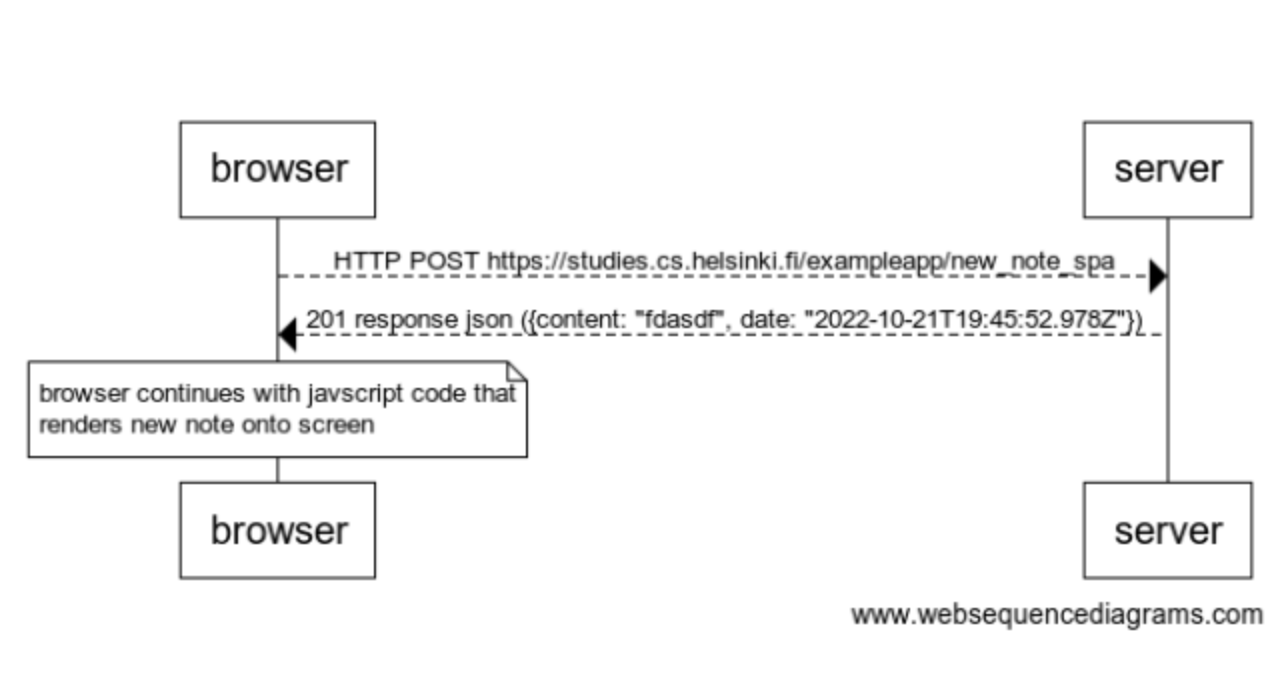 browser
server
HTTP POST https://studies.cs.helsinki.fi/exampleapp/new_note_spa
201 response json ({content: "fdasdf", date: "2022-10-21T19:45:52.978Z"})
browser continues with javscript code that
renders new note onto screen
browser
server
www.websequencediagrams.com